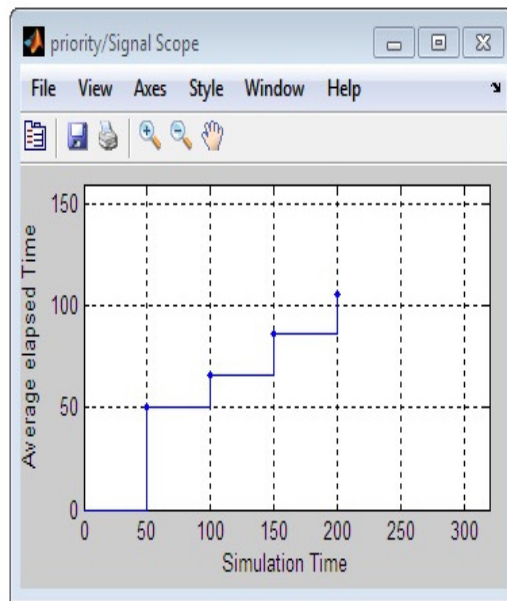 priority/Signal Scope
File View Axes Style Window Help
150
100
50
0
Average elapsed Time
0 50 100 150 200 250 300
Simulation Time